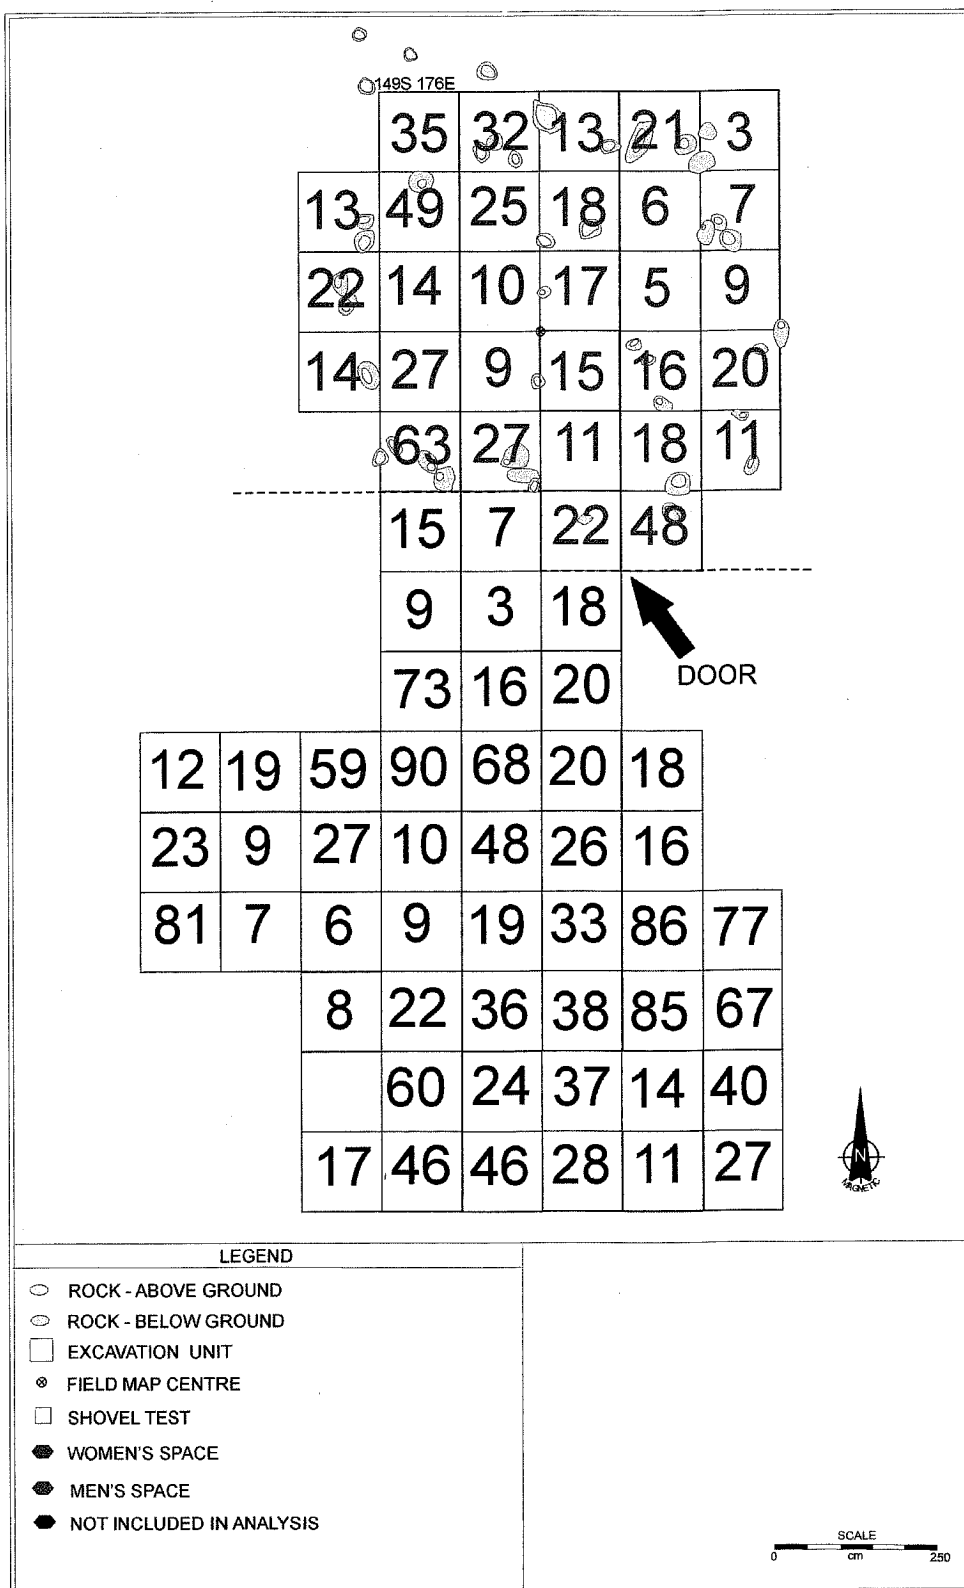 149S 176E
35 32 13 21 3
13 49 25 18 6 7
22 14 10 17 5 9
14 27 9 15 16 20
63 27 11 18 11
15 7 22 48
9 3 18
DOOR
73 16 20
12 19 59 90 68 20 18
23 9 27 10 48 26 16
81 7 6 9 19 33 86 77
8 22 36 38 85 67
60 24 37 14 40
17 46 46 28 11 27
N
MAGNETIC
LEGEND
ROCK - ABOVE GROUND
ROCK - BELOW GROUND
EXCAVATION UNIT
FIELD MAP CENTRE
SHOVEL TEST
WOMEN'S SPACE
MEN'S SPACE
NOT INCLUDED IN ANALYSIS
SCALE
0 cm 250